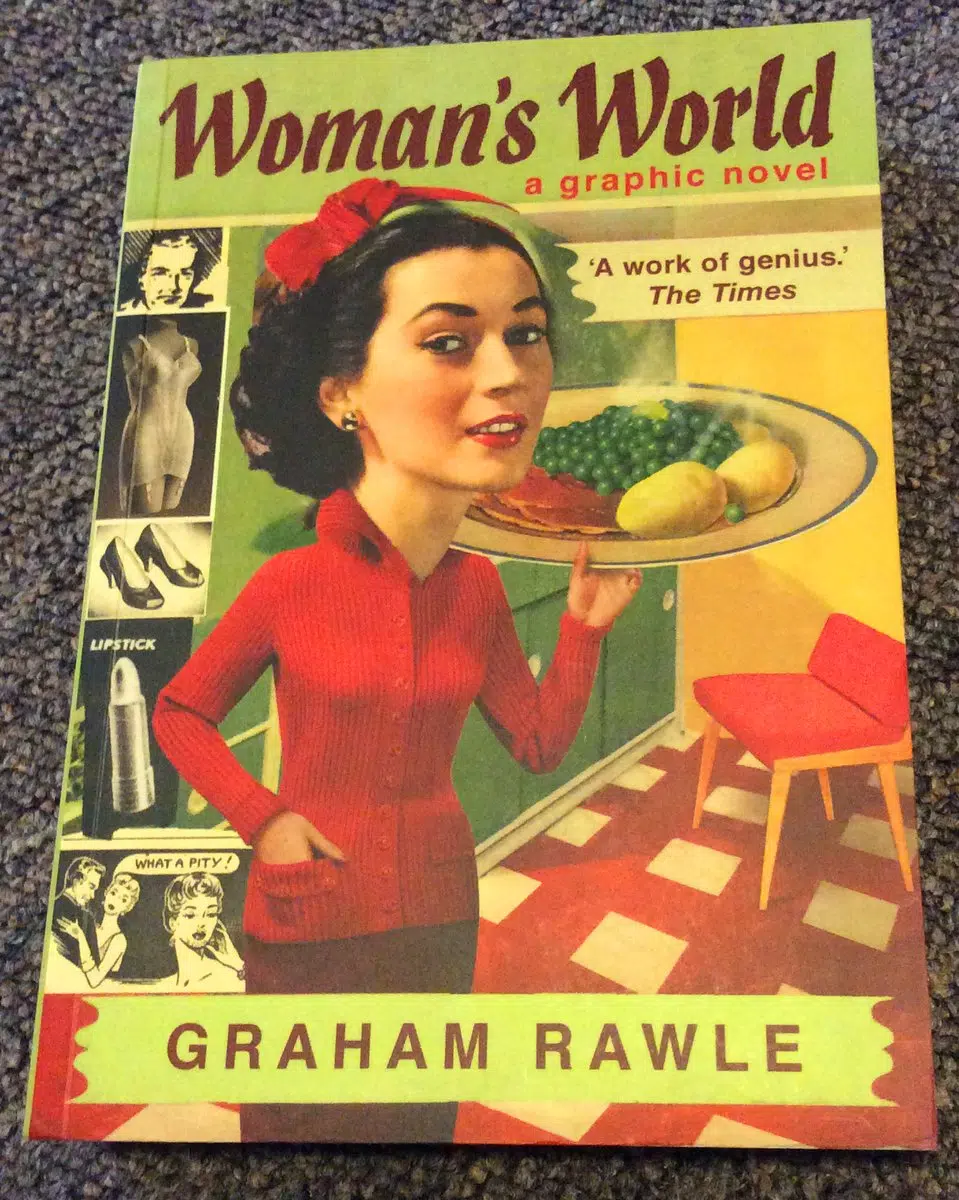 Woman's World
a graphic novel
'A work of genius.'
The Times
LIPSTICK
WHAT A PITY!
GRAHAM RAWLE